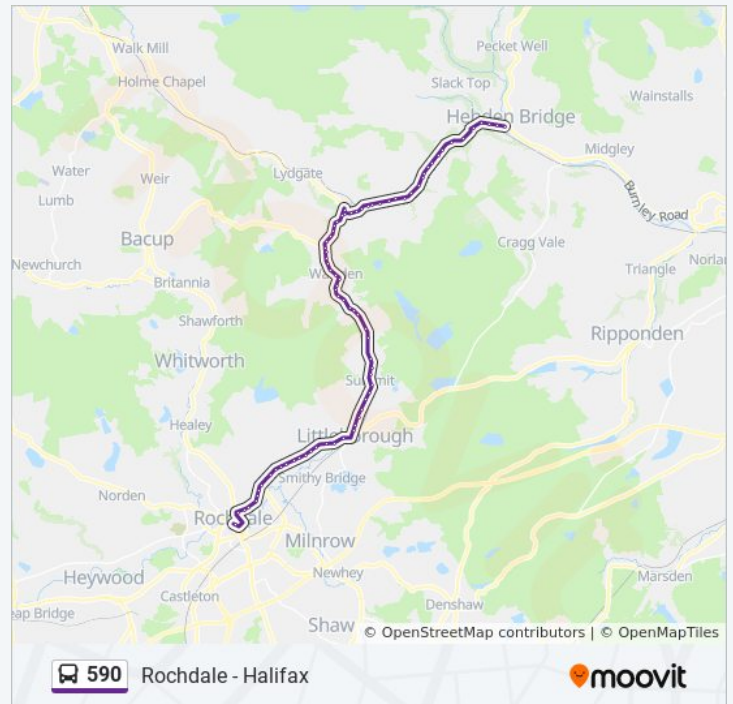 Pecket Well
Walk Mill
Holme Chapel
Slack Top
Wainstalls
Hebden Bridge
Midgley
Water
Weir
Lydgate
Lumb
Burnley Road
Bacup
Cragg Vale
Newchurch
Britannia
Triangle
Norlan
Shawforth
Ripponden
Whitworth
Summit
Healey
Littleborough
Smithy Bridge
Norden
Rochdale
Milnrow
Heywood
Newhey
Marsden
Castleton
eap Bridge
Denshaw
Shaw
© OpenStreetMap contributors | © OpenMapTiles
590 Rochdale - Halifax
moovit